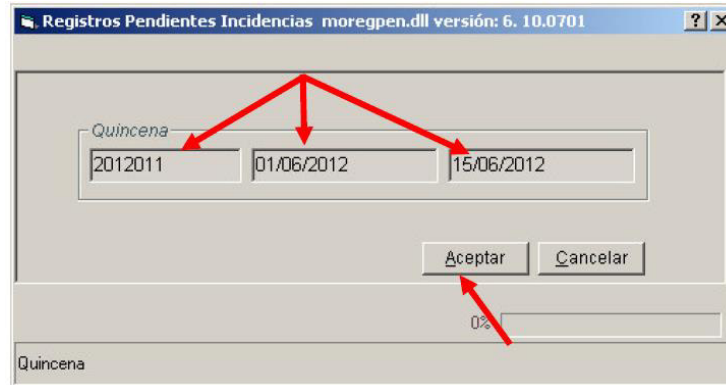 Registros Pendientes Incidencias moregpen.dll versión: 6. 10.0701
Quincena
2012011 01/06/2012 15/06/2012
Aceptar Cancelar
0%
Quincena